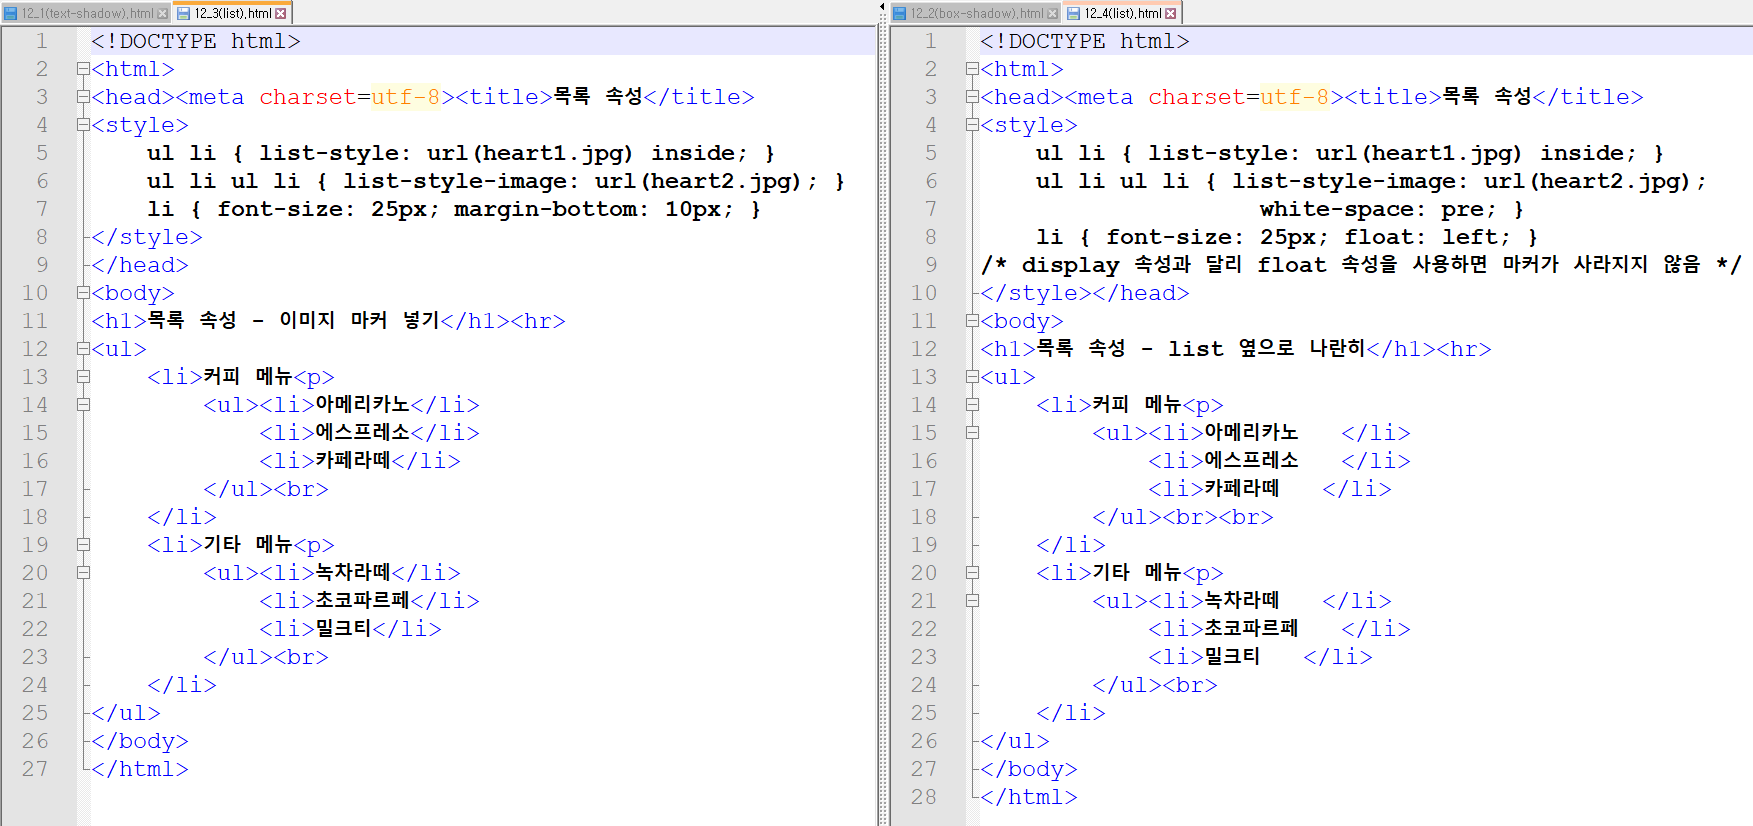 12_1(text-shadow).html 12_3(list).html
1 <!DOCTYPE html>
2 <html>
3 <head><meta charset=utf-8><title>목록 속성</title>
4 <style>
5 ul li { list-style: url(heart1.jpg) inside; }
6 ul li ul li { list-style-image: url(heart2.jpg); }
7 li { font-size: 25px; margin-bottom: 10px; }
8 </style>
9 </head>
10 <body>
11 <h1>목록 속성 - 이미지 마커 넣기</h1><hr>
12 <ul>
13 <li>커피 메뉴<p>
14 <ul><li>아메리카노</li>
15 <li>에스프레소</li>
16 <li>카페라떼</li>
17 </ul><br>
18 </li>
19 <li>기타 메뉴<p>
20 <ul><li>녹차라떼</li>
21 <li>초코파르페</li>
22 <li>밀크티</li>
23 </ul><br>
24 </li>
25 </ul>
26 </body>
27 </html>
12_2(box-shadow).html 12_4(list).html
1 <!DOCTYPE html>
2 <html>
3 <head><meta charset=utf-8><title>목록 속성</title>
4 <style>
5 ul li { list-style: url(heart1.jpg) inside; }
6 ul li ul li { list-style-image: url(heart2.jpg);
7 white-space: pre; }
8 li { font-size: 25px; float: left; }
9 /* display 속성과 달리 float 속성을 사용하면 마커가 사라지지 않음 */
10 </style></head>
11 <body>
12 <h1>목록 속성 - list 옆으로 나란히</h1><hr>
13 <ul>
14 <li>커피 메뉴<p>
15 <ul><li>아메리카노   </li>
16 <li>에스프레소   </li>
17 <li>카페라떼   </li>
18 </ul><br><br>
19 </li>
20 <li>기타 메뉴<p>
21 <ul><li>녹차라떼   </li>
22 <li>초코파르페   </li>
23 <li>밀크티   </li>
24 </ul><br>
25 </li>
26 </ul>
27 </body>
28 </html>